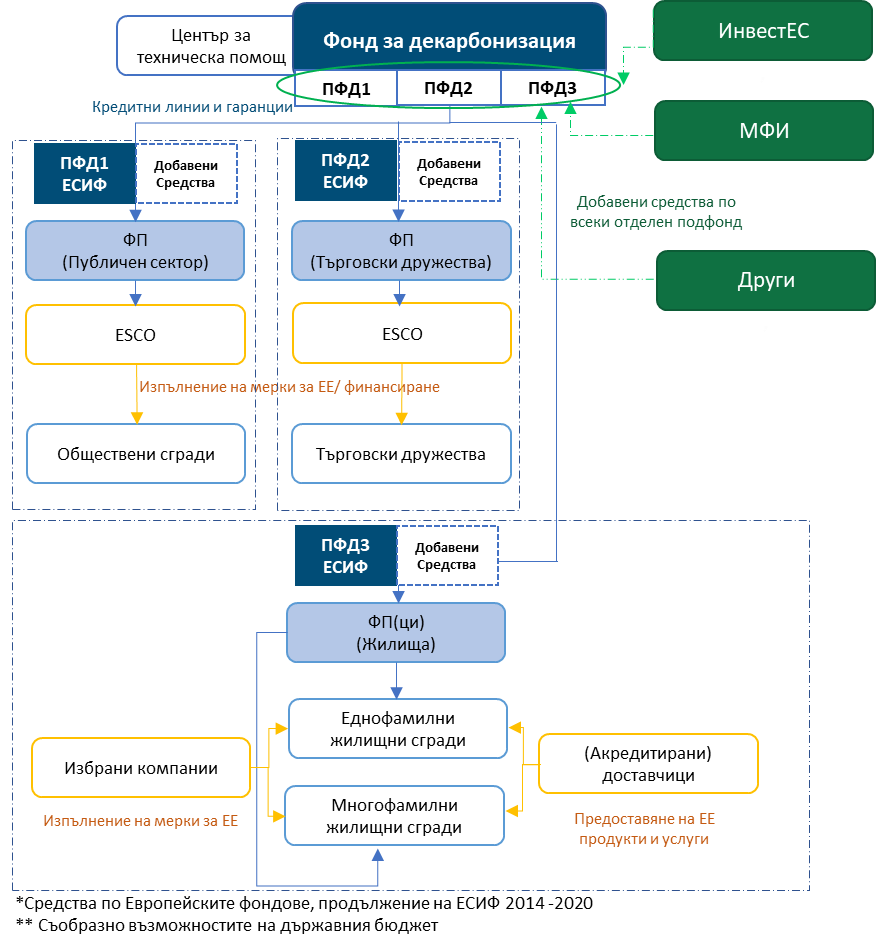 Център за
техническа помощ
Фонд за декарбонизация
ПФД1
ПФД2
ПФД3
ИнвестЕС
МФИ
Други
Кредитни линии и гаранции
Добавени средства по
всеки отделен подфонд
ПФД1
ЕСИФ
Добавени
Средства
ФП
(Публичен сектор)
ESCO
Обществени сгради
ПФД2
ЕСИФ
Добавени
Средства
ФП
(Търговски дружества)
ESCO
Изпълнение на мерки за ЕЕ/ финансиране
Търговски дружества
ПФД3
ЕСИФ
Добавени
Средства
ФП(ци)
(Жилища)
Еднофамилни
жилищни сгради
Избрани компании
(Акредитирани)
доставчици
Многофамилни
жилищни сгради
Изпълнение на мерки за ЕЕ
Предоставяне на ЕЕ
продукти и услуги
*Средства по Европейските фондове, продължение на ЕСИФ 2014 -2020
** Съобразно възможностите на държавния бюджет